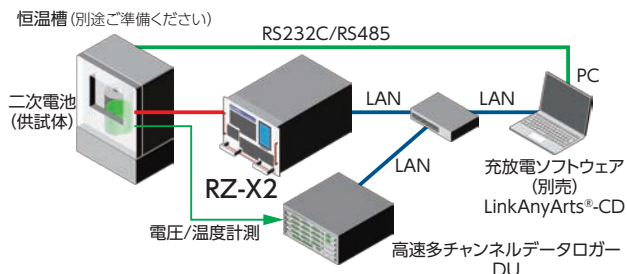 恒温槽(別途ご準備ください)
RS232C/RS485
PC
二次電池
(供試体)
LAN
LAN
LAN
RZ-X2
充放電ソフトウェア
(別売)
LinkAnyArts®-CD
電圧/温度計測
高速多チャンネルデータロガー
DU